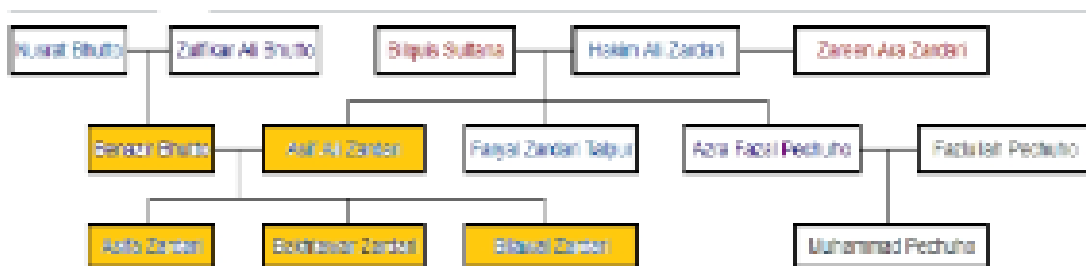 Nusrat Bhutto Zulfikar Ali Bhutto Bilquis Sultana Hakim Ali Zardari Zareen Ara Zardari
Benazir Bhutto Asif Ali Zardari Faryal Zardari Talpur Azra Fazal Pechuho Fazlullah Pechuho
Asifa Zardari Bakhtawar Zardari Bilawal Zardari Muhammad Pechuho